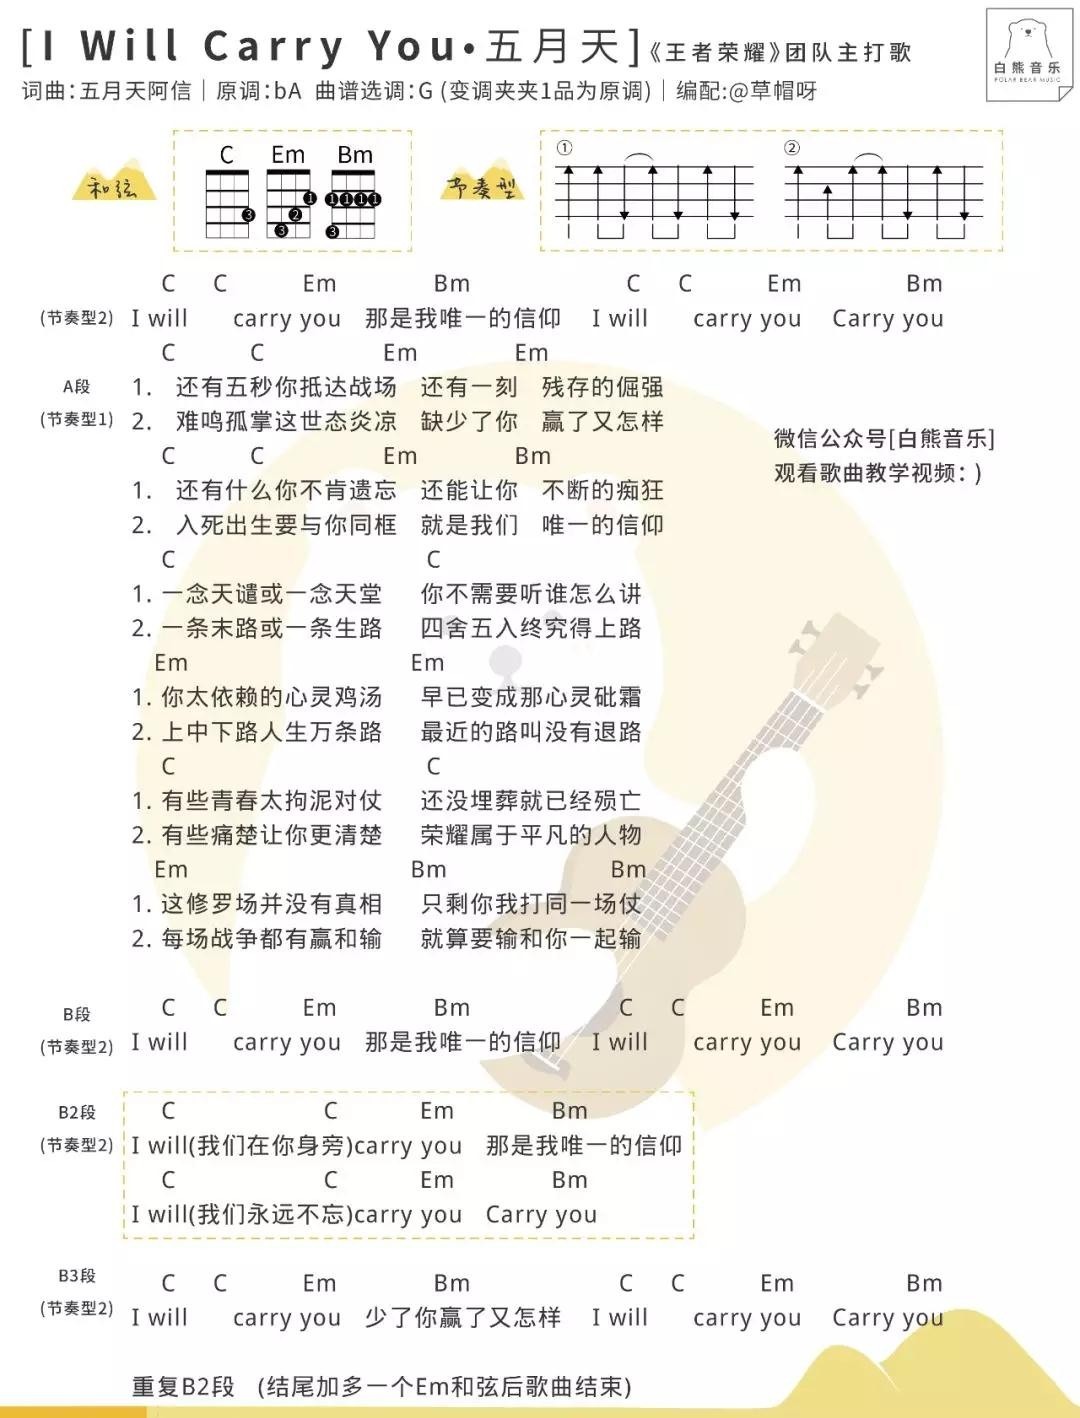 [I Will Carry You•五月天]《王者荣耀》团队主打歌
白熊音乐
POLAR BEAR MUSIC
词曲:五月天阿信｜原调:bA 曲谱选调:G (变调夹夹1品为原调)｜编配:@草帽呀
和弦 C Em Bm 节奏型 ① ②
3 1 2 3 1 1 1 1 3
C C Em Bm C C Em Bm
(节奏型2) I will carry you 那是我唯一的信仰 I will carry you Carry you
C C Em Em
A段 1. 还有五秒你抵达战场 还有一刻 残存的倔强
(节奏型1) 2. 难鸣孤掌这世态炎凉 缺少了你 赢了又怎样
微信公众号[白熊音乐]
观看歌曲教学视频: )
C C Em Bm
1. 还有什么你不肯遗忘 还能让你 不断的痴狂
2. 入死出生要与你同框 就是我们 唯一的信仰
C C
1. 一念天谴或一念天堂 你不需要听谁怎么讲
2. 一条末路或一条生路 四舍五入终究得上路
Em Em
1. 你太依赖的心灵鸡汤 早已变成那心灵砒霜
2. 上中下路人生万条路 最近的路叫没有退路
C C
1. 有些青春太拘泥对仗 还没埋葬就已经殒亡
2. 有些痛楚让你更清楚 荣耀属于平凡的人物
Em Bm Bm
1. 这修罗场并没有真相 只剩你我打同一场仗
2. 每场战争都有赢和输 就算要输和你一起输
C C Em Bm C C Em Bm
B段
(节奏型2) I will carry you 那是我唯一的信仰 I will carry you Carry you
B2段 C C Em Bm
(节奏型2) I will(我们在你身旁)carry you 那是我唯一的信仰
C C Em Bm
I will(我们永远不忘)carry you Carry you
B3段 C C Em Bm C C Em Bm
(节奏型2) I will carry you 少了你赢了又怎样 I will carry you Carry you
重复B2段 (结尾加多一个Em和弦后歌曲结束)